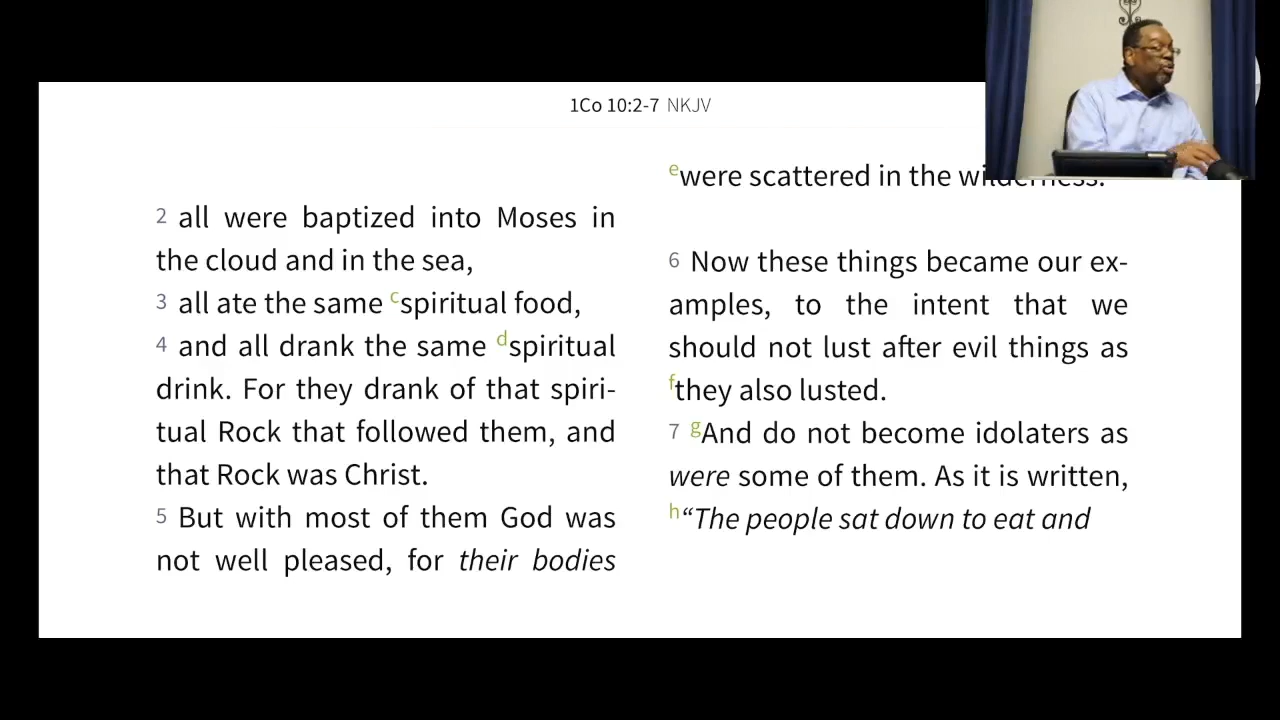 1Co 10:2-7 NKJV
2 all were baptized into Moses in
the cloud and in the sea,
3 all ate the same cspiritual food,
4 and all drank the same dspiritual
drink. For they drank of that spiri-
tual Rock that followed them, and
that Rock was Christ.
5 But with most of them God was
not well pleased, for their bodies
ewere scattered in the wilderness.
6 Now these things became our ex-
amples, to the intent that we
should not lust after evil things as
fthey also lusted.
7 gAnd do not become idolaters as
were some of them. As it is written,
h“The people sat down to eat and